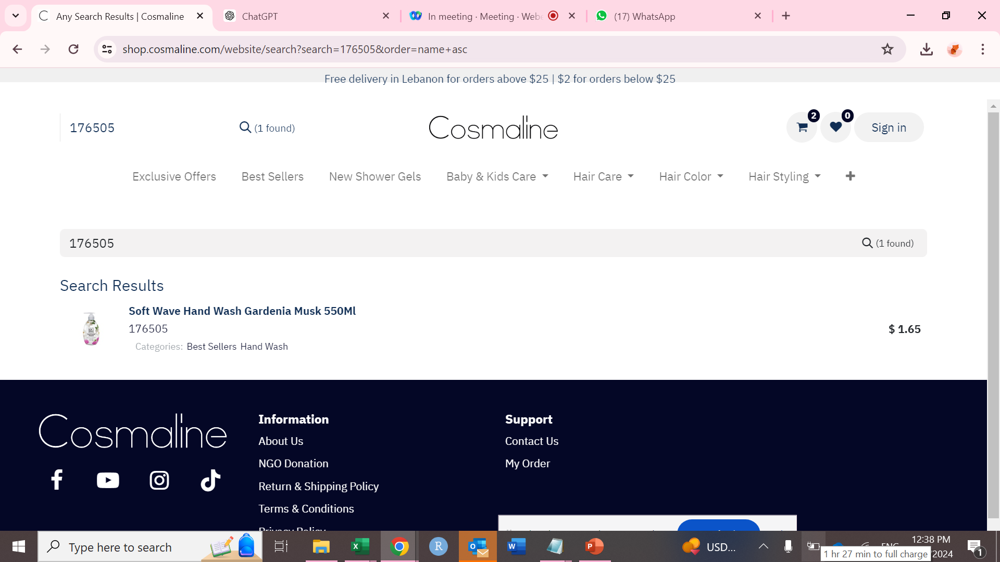 Any Search Results | Cosmaline
ChatGPT
In meeting · Meeting · Webe
(17) WhatsApp
shop.cosmaline.com/website/search?search=176505&order=name+asc
Free delivery in Lebanon for orders above $25 | $2 for orders below $25
176505
(1 found)
Cosmaline
2
0
Sign in
Exclusive Offers
Best Sellers
New Shower Gels
Baby & Kids Care
Hair Care
Hair Color
Hair Styling
176505
(1 found)
Search Results
Soft Wave Hand Wash Gardenia Musk 550Ml
176505
$ 1.65
Categories: Best Sellers Hand Wash
Cosmaline
Information
About Us
NGO Donation
Return & Shipping Policy
Terms & Conditions
Privacy Policy
Support
Contact Us
My Order
Type here to search
USD...
ENG
12:38 PM
/2024
1
1 hr 27 min to full charge